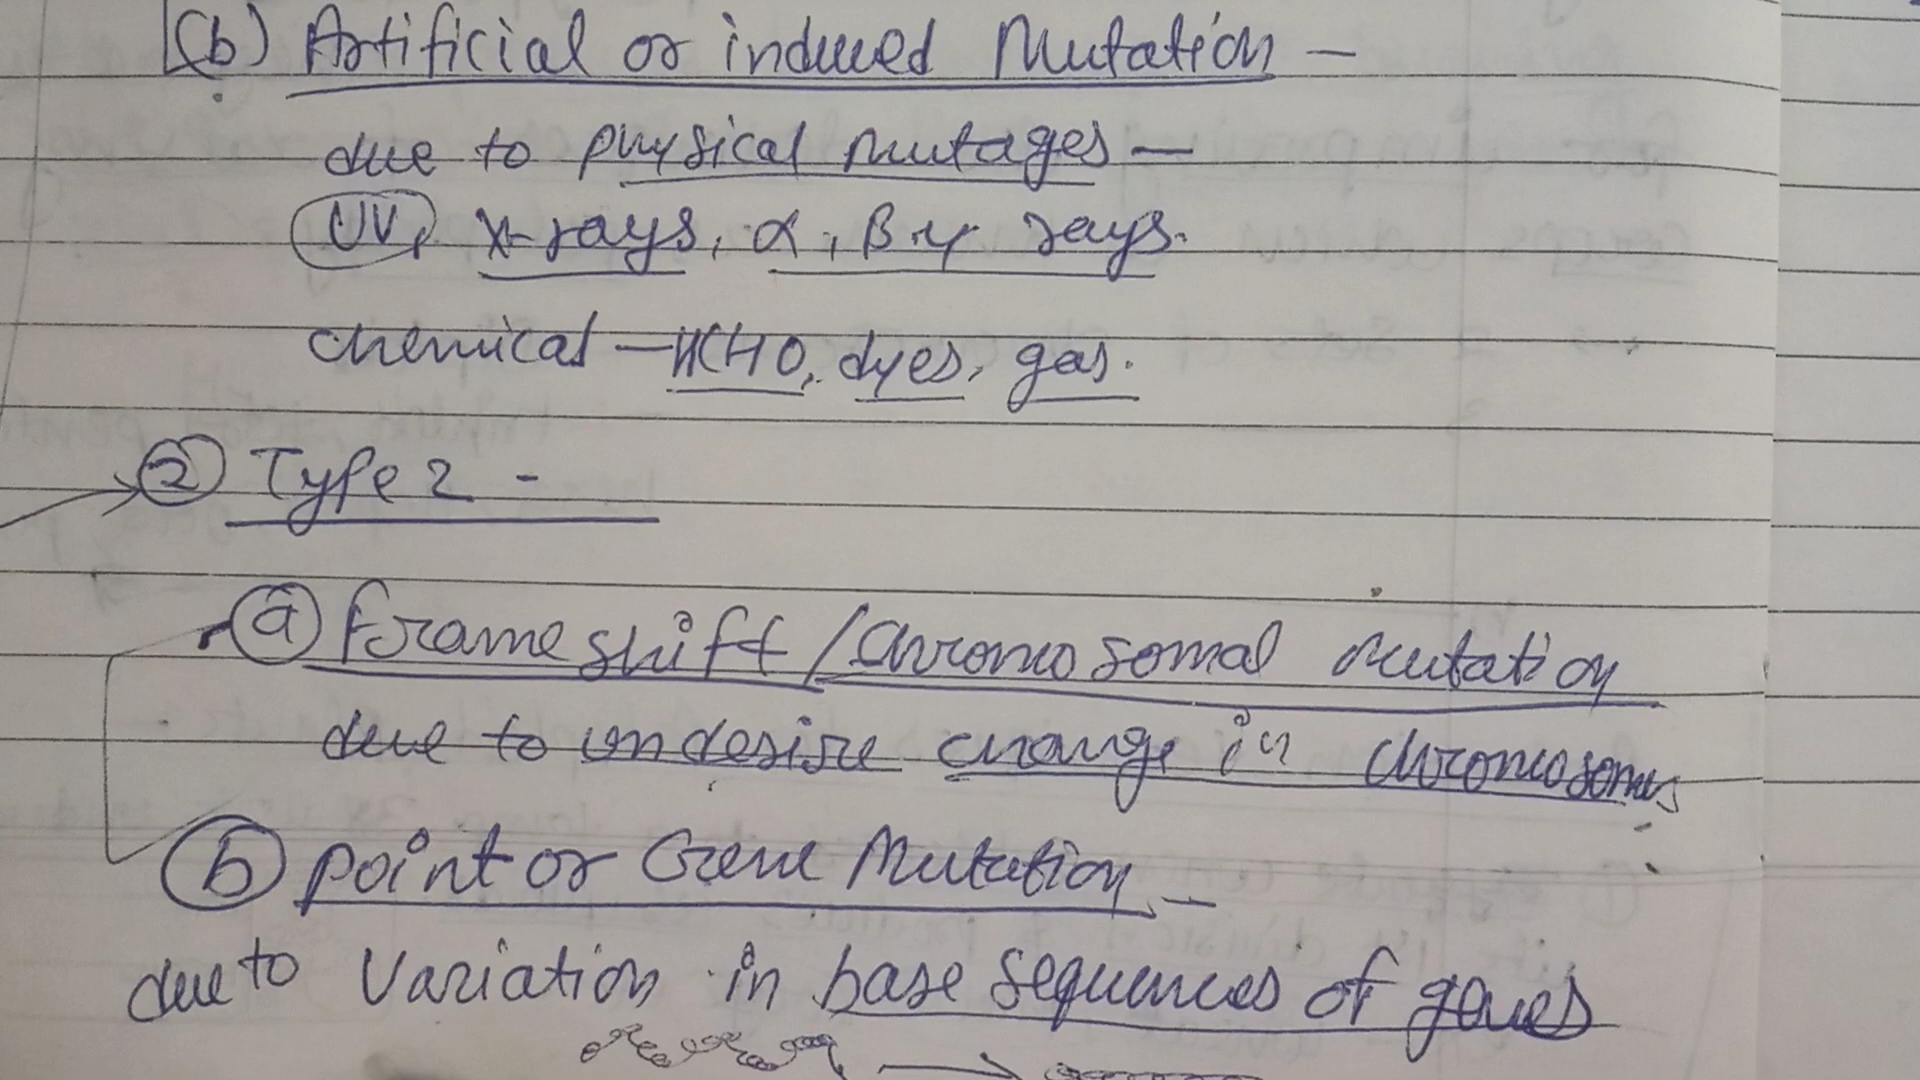 (b) Artificial or induced Mutation –
due to physical mutages –
UV, x-rays, α, β, γ rays.
chemical – HCHO, dyes, gas.
② Type 2 -
ⓐ frameshift / Chromosomal mutation
due to undesire change in chromosomes
ⓑ point or Gene Mutation –
due to Variation in base sequences of genes